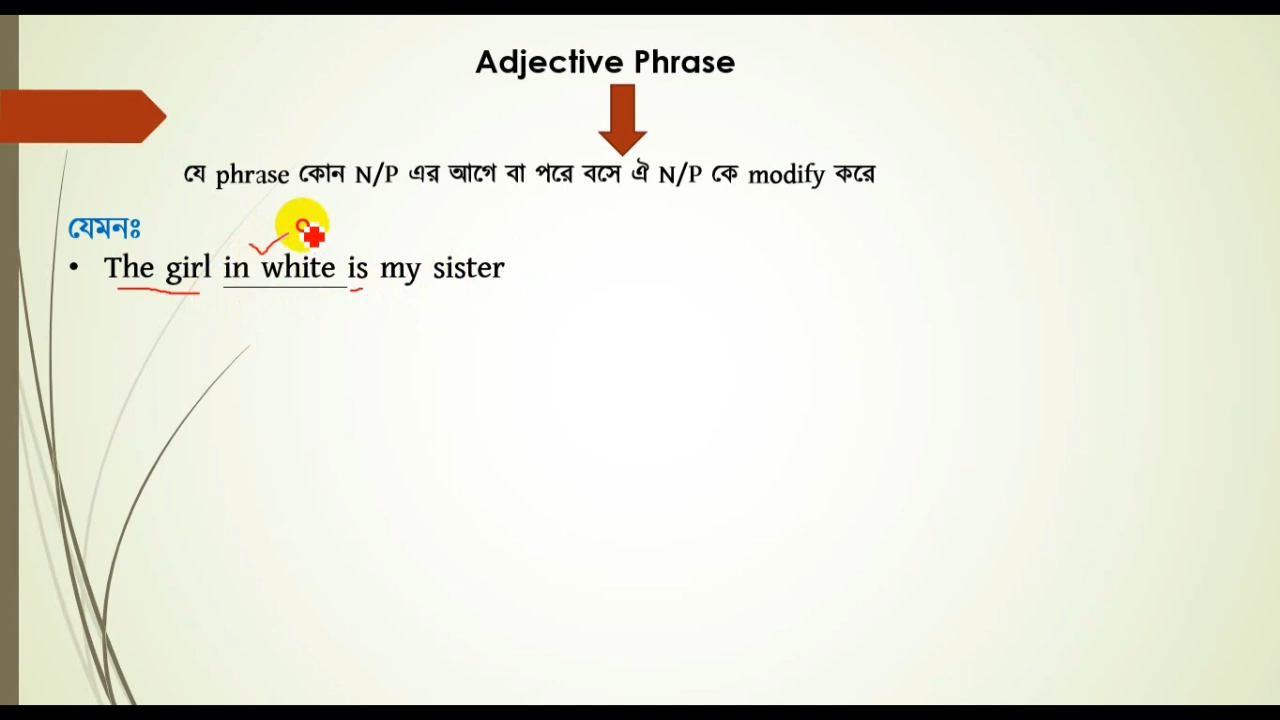 Adjective Phrase
যে phrase কোন N/P এর আগে বা পরে বসে ঐ N/P কে modify করে
যেমনঃ
• The girl in white is my sister